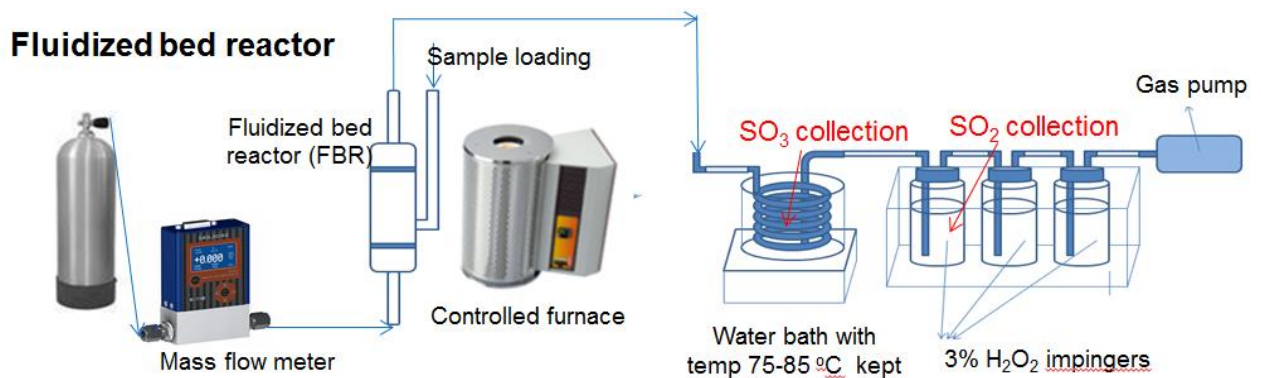 Fluidized bed reactor
Sample loading
Fluidized bed
reactor (FBR)
+0.000
Mass flow meter
Controlled furnace
SO₃ collection
SO₂ collection
Gas pump
Water bath with
temp 75-85 ºC kept
3% H₂O₂ impingers